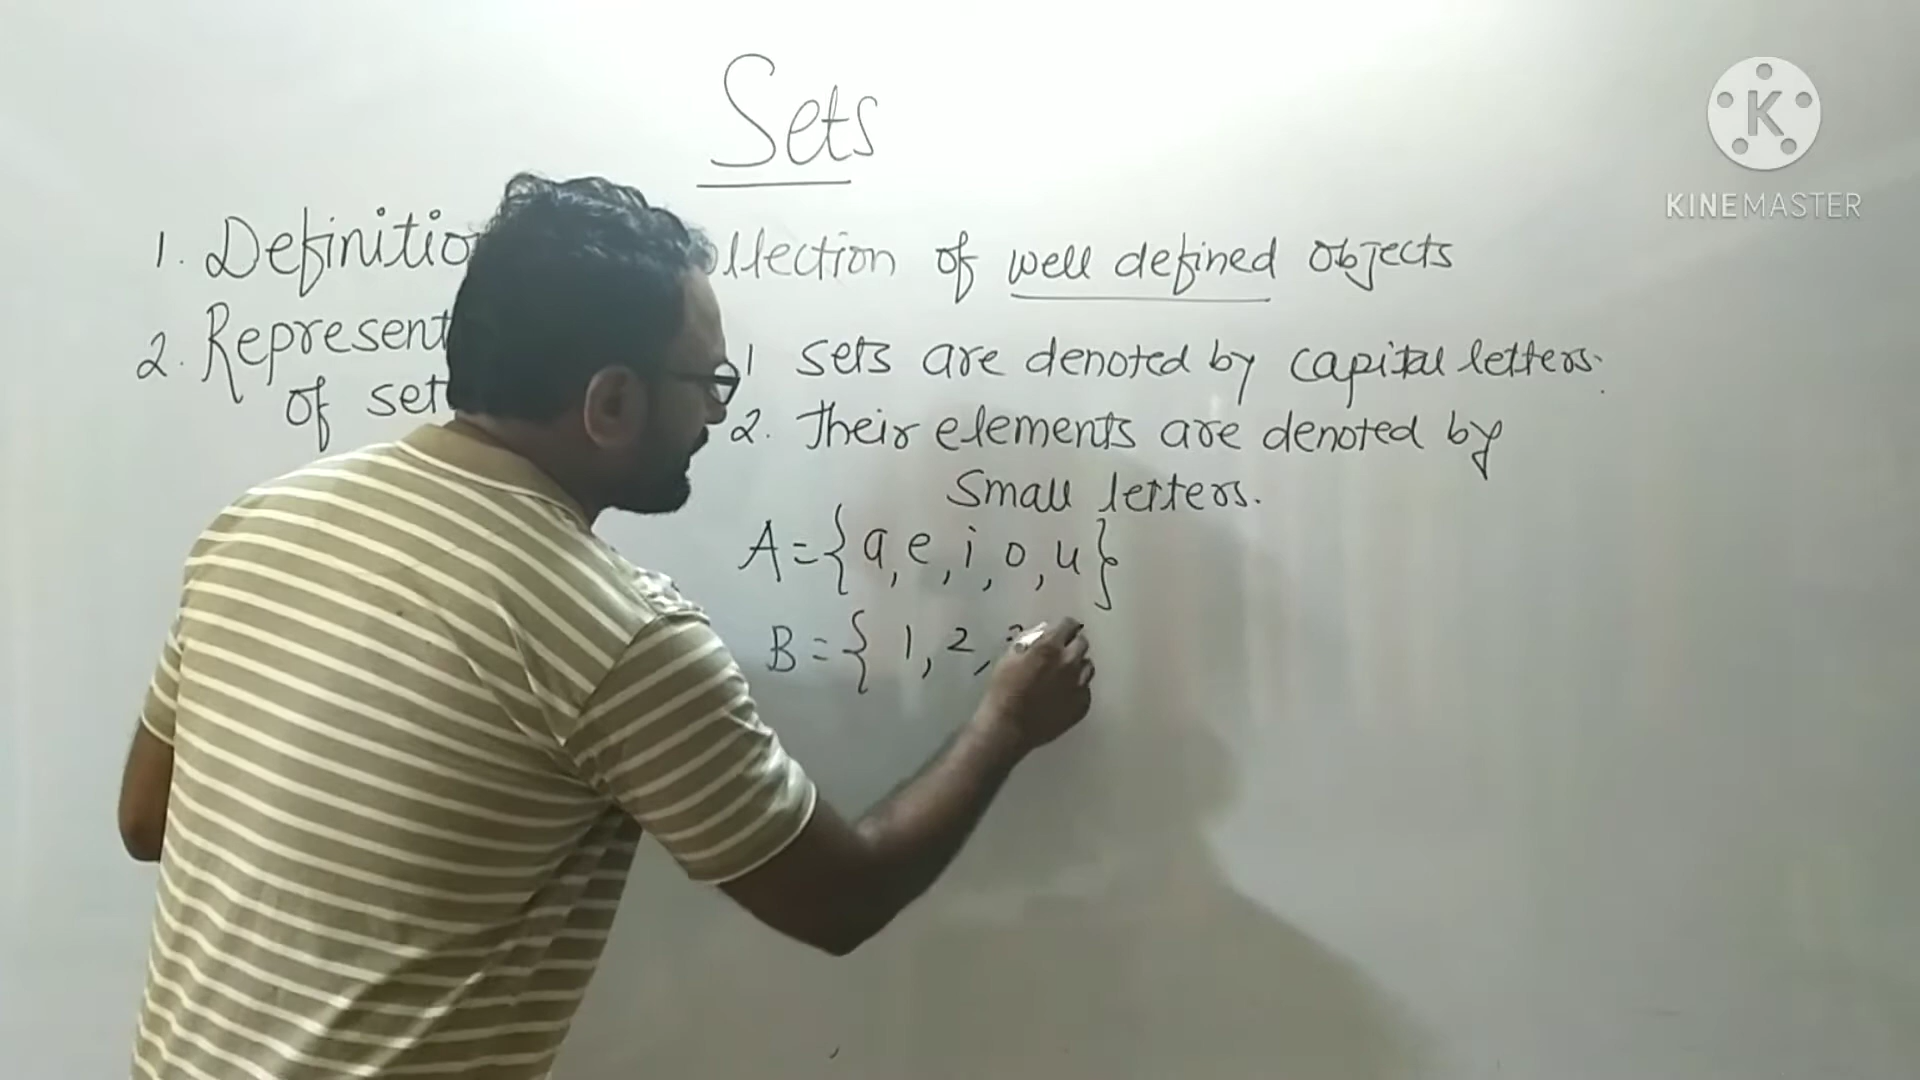 Sets
1. Definitio ollection of well defined objects
2. Represent
of set
1 sets are denoted by capital letters.
2. Their elements are denoted by
small letters.
A={a,e,i,o,u}
B={ 1,2,
K
KINEMASTER